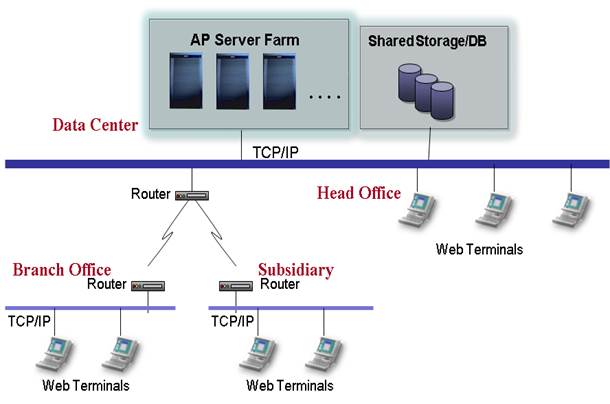 AP Server Farm
Shared Storage/DB
....
Data Center
TCP/IP
Router
Head Office
Web Terminals
Branch Office
Router
Subsidiary
Router
TCP/IP
TCP/IP
Web Terminals
Web Terminals